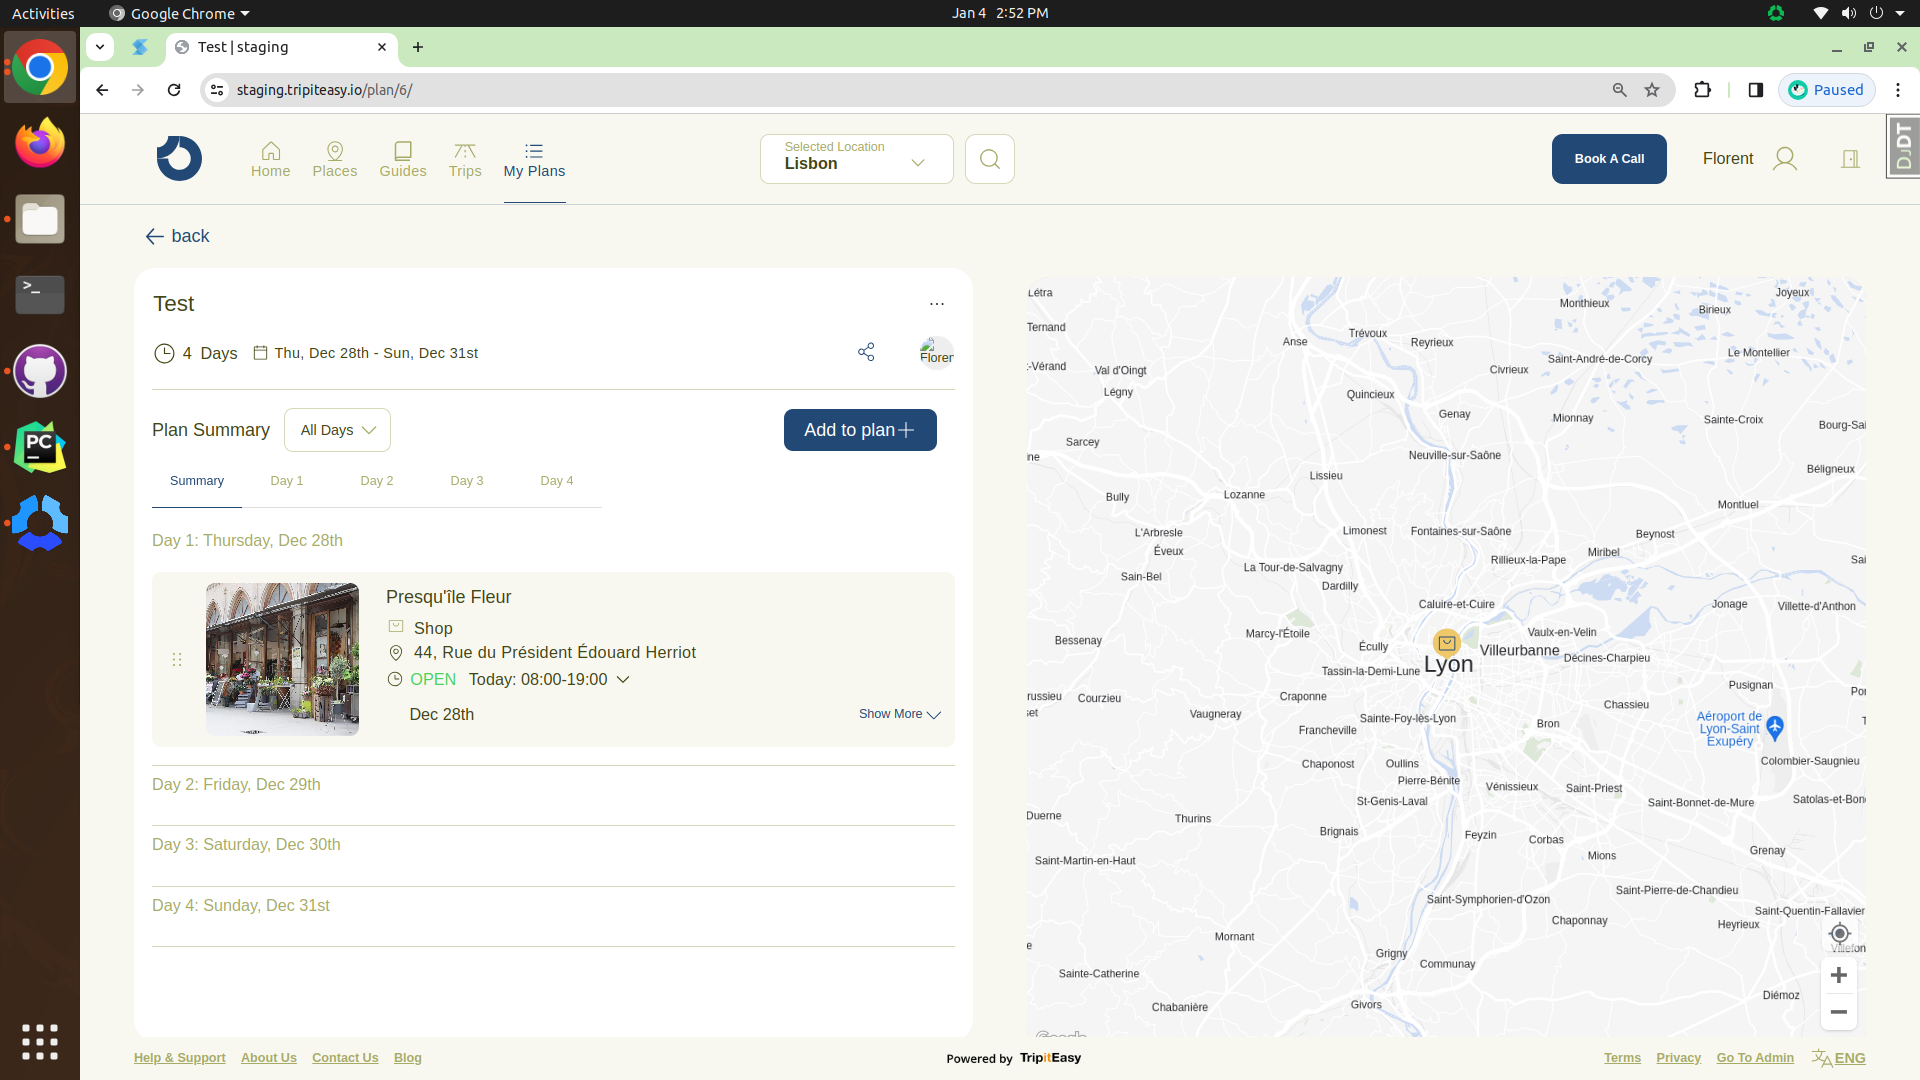 Activities
Google Chrome
Jan 4 2:52 PM
Test | staging
staging.tripiteasy.io/plan/6/
Paused
Home
Places
Guides
Trips
My Plans
Selected Location
Lisbon
Book A Call
Florent
DJDT
back
Test
4 Days
Thu, Dec 28th - Sun, Dec 31st
Floren
Plan Summary
All Days
Add to plan
Summary
Day 1
Day 2
Day 3
Day 4
Day 1: Thursday, Dec 28th
Presqu'île Fleur
Shop
44, Rue du Président Édouard Herriot
OPEN Today: 08:00-19:00
Dec 28th
Show More
Day 2: Friday, Dec 29th
Day 3: Saturday, Dec 30th
Day 4: Sunday, Dec 31st
Létra
Monthieux
Joyeux
Birieux
Ternand
Anse
Trévoux
Reyrieux
Saint-André-de-Corcy
Le Montellier
-Vérand
Val d'Oingt
Civrieux
Légny
Quincieux
Genay
Mionnay
Sainte-Croix
Bourg-Sai
Sarcey
ine
Neuville-sur-Saône
Béligneux
Lissieu
Bully
Lozanne
Montluel
L'Arbresle
Limonest
Fontaines-sur-Saône
Beynost
Éveux
Miribel
Rillieux-la-Pape
Sai
Sain-Bel
La Tour-de-Salvagny
Dardilly
Caluire-et-Cuire
Jonage
Villette-d'Anthon
Bessenay
Marcy-l'Étoile
Écully
Vaulx-en-Velin
Villeurbanne
Décines-Charpieu
Lyon
Tassin-la-Demi-Lune
Pusignan
russieu
Courzieu
Craponne
Chassieu
Por
set
Vaugneray
Sainte-Foy-lès-Lyon
Francheville
Bron
Aéroport de
Lyon-Saint
Exupéry
Chaponost
Oullins
Colombier-Saugnieu
Pierre-Bénite
Vénissieux
Saint-Priest
St-Genis-Laval
Saint-Bonnet-de-Mure
Satolas-et-Bonc
Duerne
Thurins
Brignais
Feyzin
Corbas
Mions
Grenay
Saint-Martin-en-Haut
Saint-Pierre-de-Chandieu
Saint-Symphorien-d'Ozon
Saint-Quentin-Fallavier
Chaponnay
Heyrieux
Mornant
Villefon
Grigny
Communay
Sainte-Catherine
Chabanière
Givors
Diémoz
Google
Help & Support
About Us
Contact Us
Blog
Powered by TripitEasy
Terms
Privacy
Go To Admin
ENG